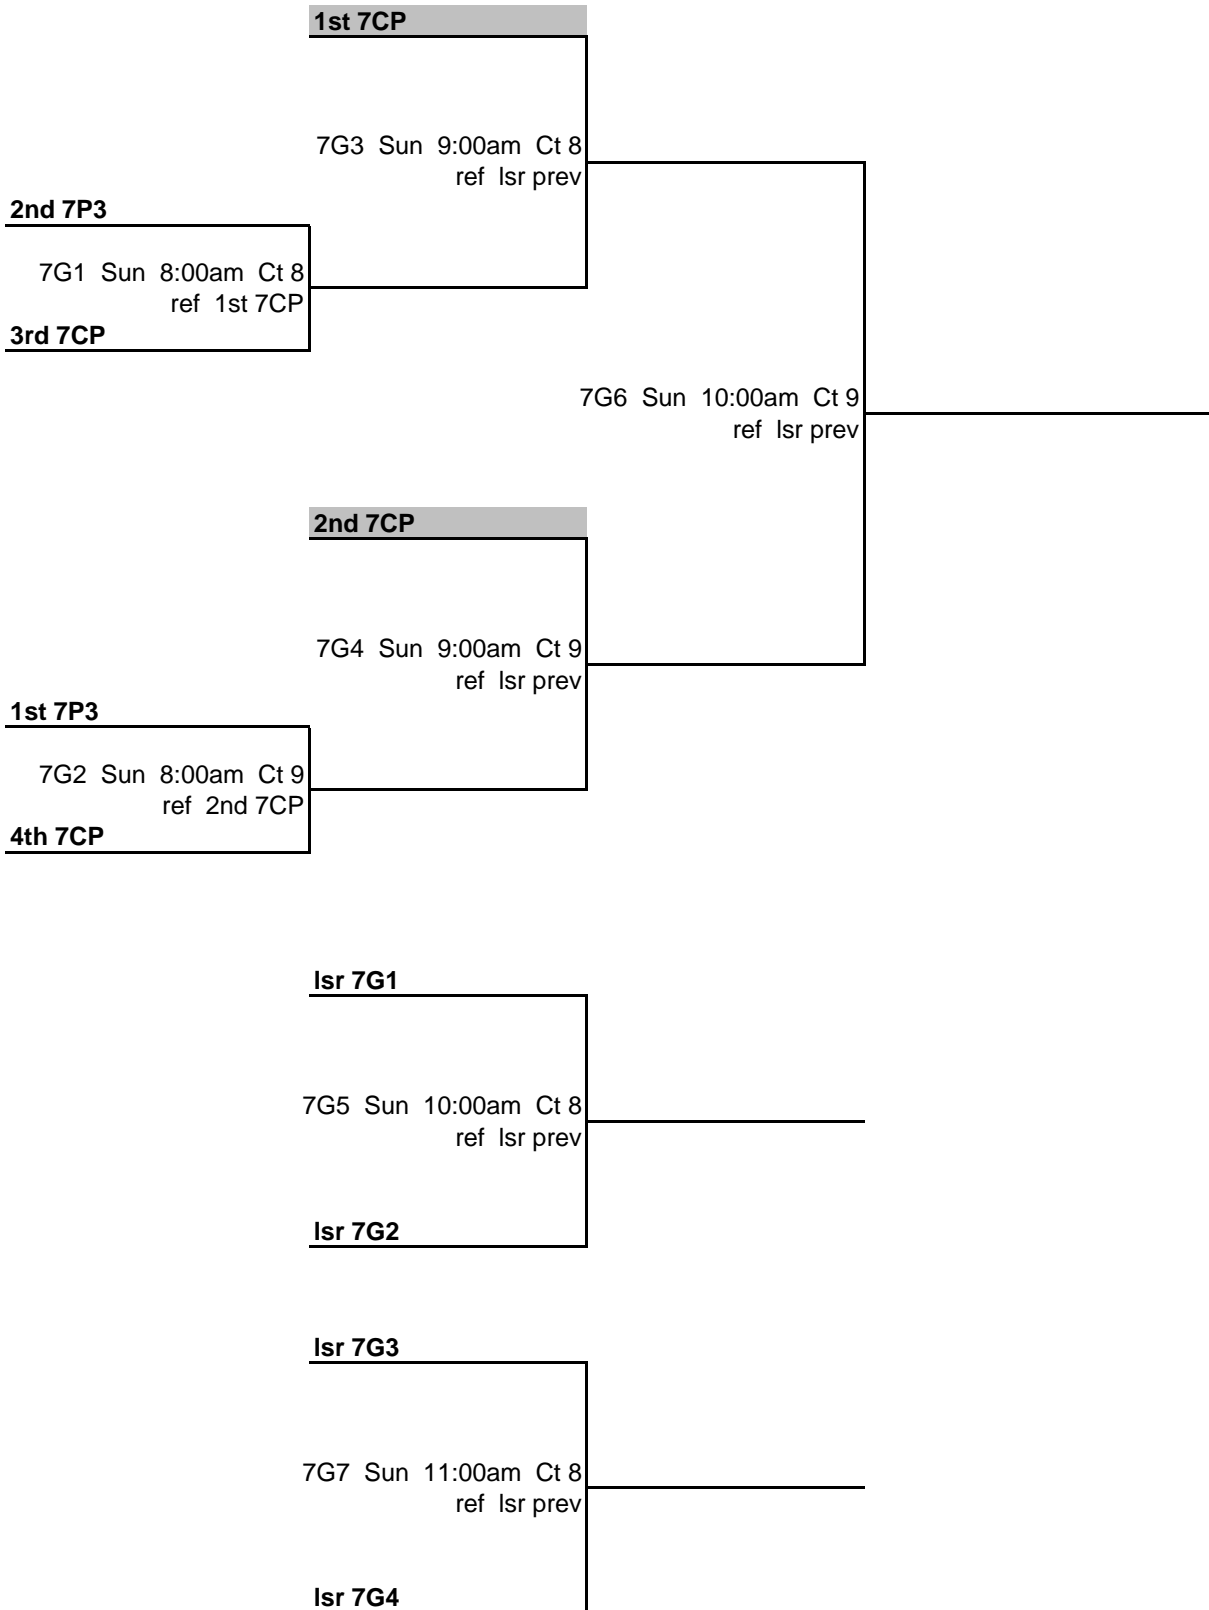 1st 7CP
7G3 Sun 9:00am Ct 8
ref lsr prev
2nd 7P3
7G1 Sun 8:00am Ct 8
ref 1st 7CP
3rd 7CP
7G6 Sun 10:00am Ct 9
ref lsr prev
2nd 7CP
7G4 Sun 9:00am Ct 9
ref lsr prev
1st 7P3
7G2 Sun 8:00am Ct 9
ref 2nd 7CP
4th 7CP
lsr 7G1
7G5 Sun 10:00am Ct 8
ref lsr prev
lsr 7G2
lsr 7G3
7G7 Sun 11:00am Ct 8
ref lsr prev
lsr 7G4